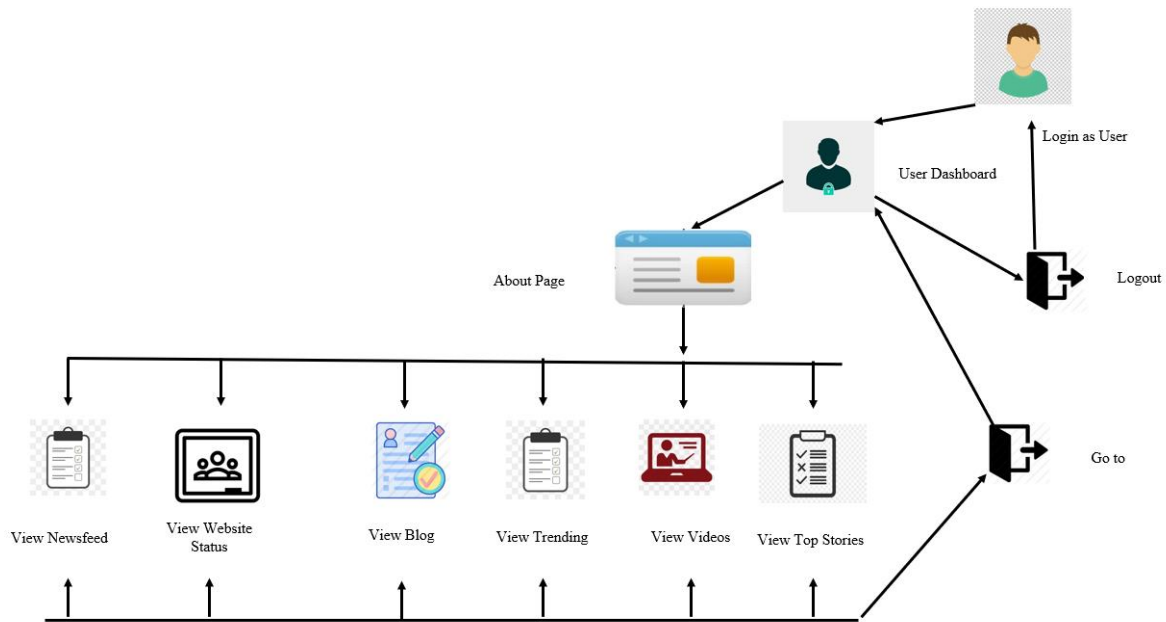 Login as User
User Dashboard
About Page
Logout
Go to
View Newsfeed
View Website
Status
View Blog
View Trending
View Videos
View Top Stories